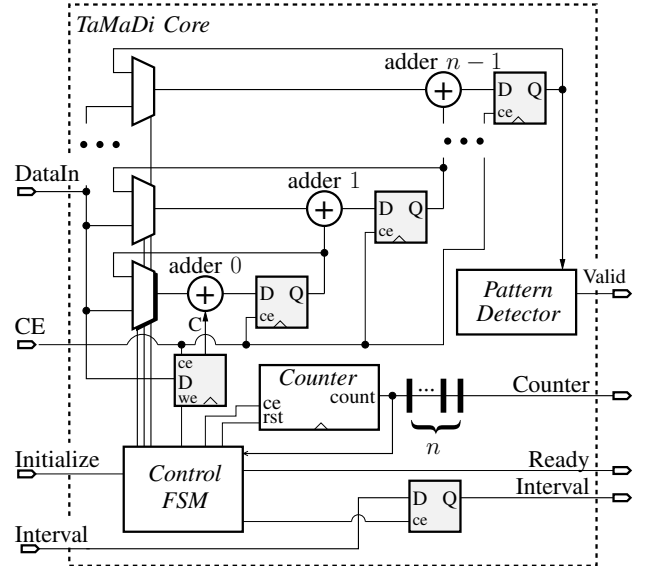 TaMaDi Core
adder n − 1
D Q
ce
DataIn
adder 1
D Q
ce
adder 0
D Q
ce
Valid
Pattern
Detector
C
CE
ce
D
we
Counter
count
ce
rst
...
Counter
n
Initialize
Control
FSM
Ready
Interval
D Q
ce
Interval